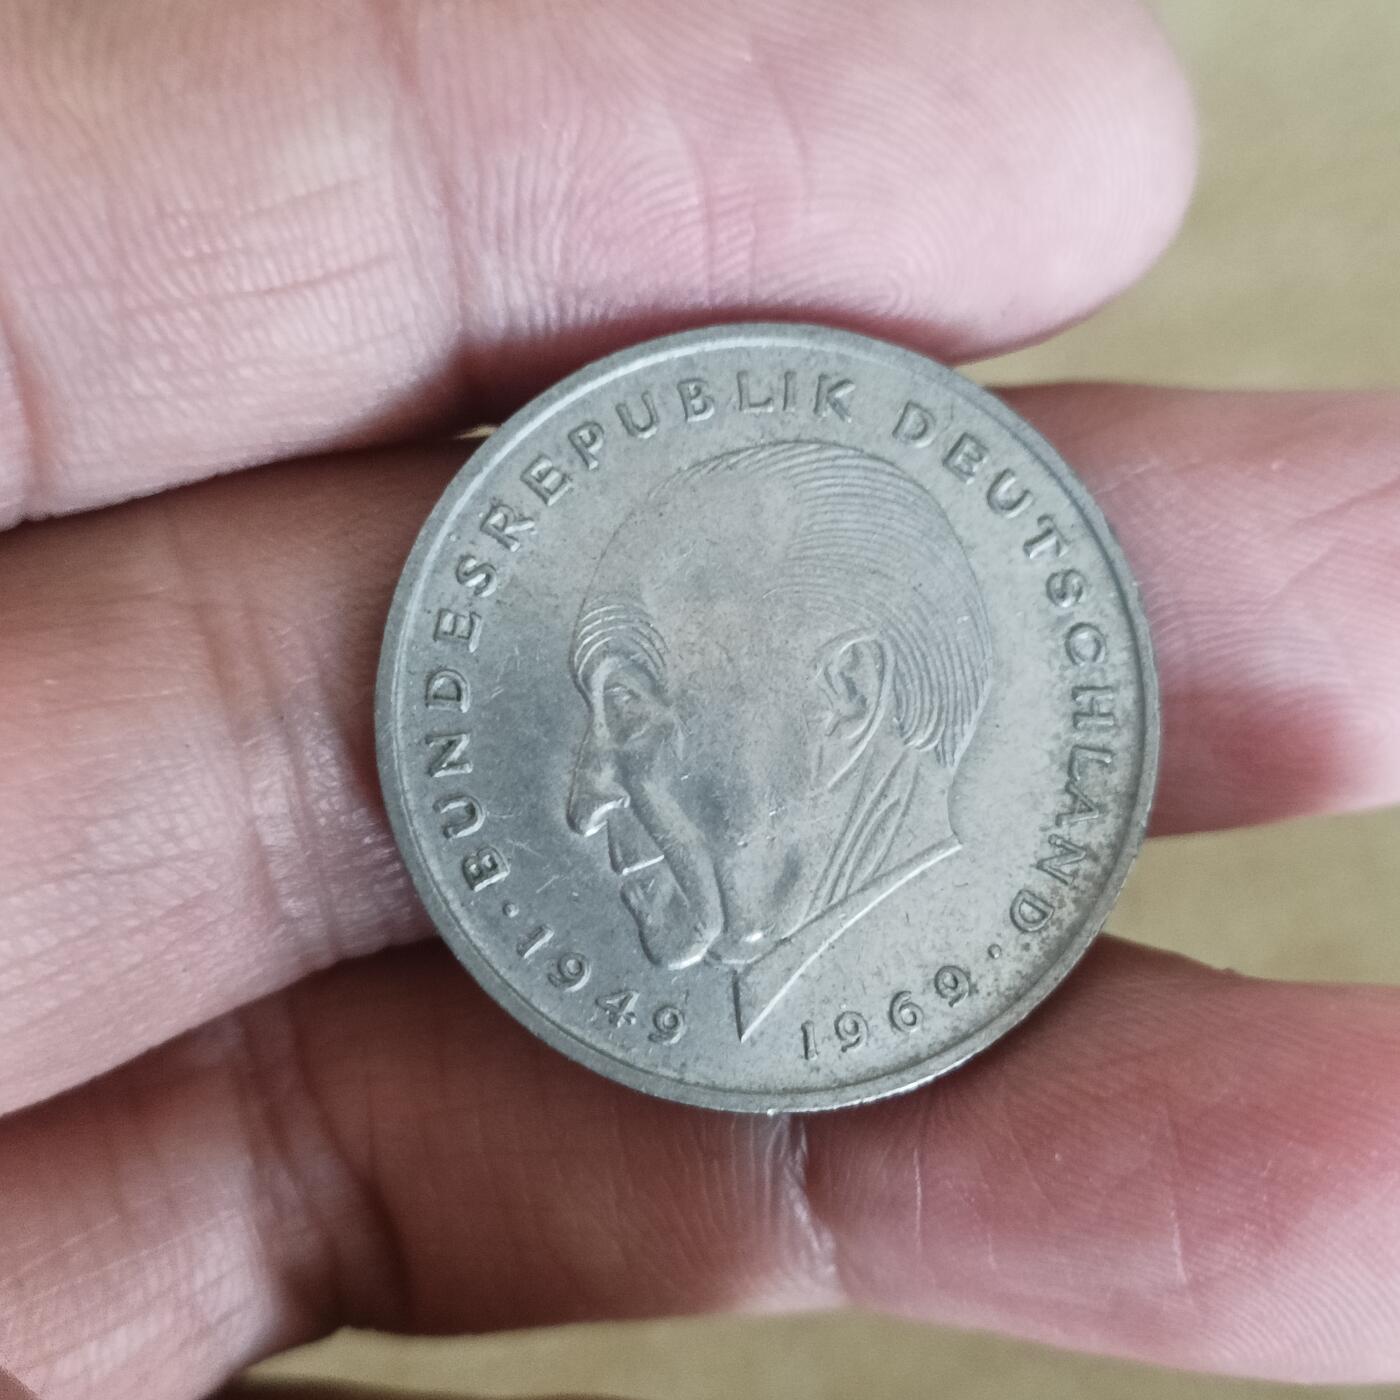 BUNDESREPUBLIK DEUTSCHLAND · 1949 1969 ·